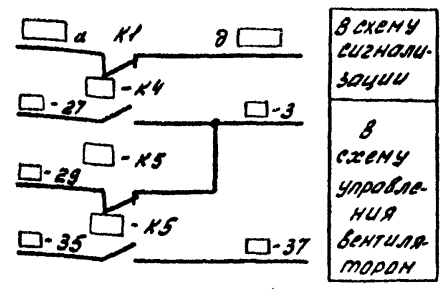 а К1 д
-К4
-27 -3
-К5
-29
-К5
-35 -37
В схему
сигнали-
зации
В
схему
управле-
ния
вентиля-
тором